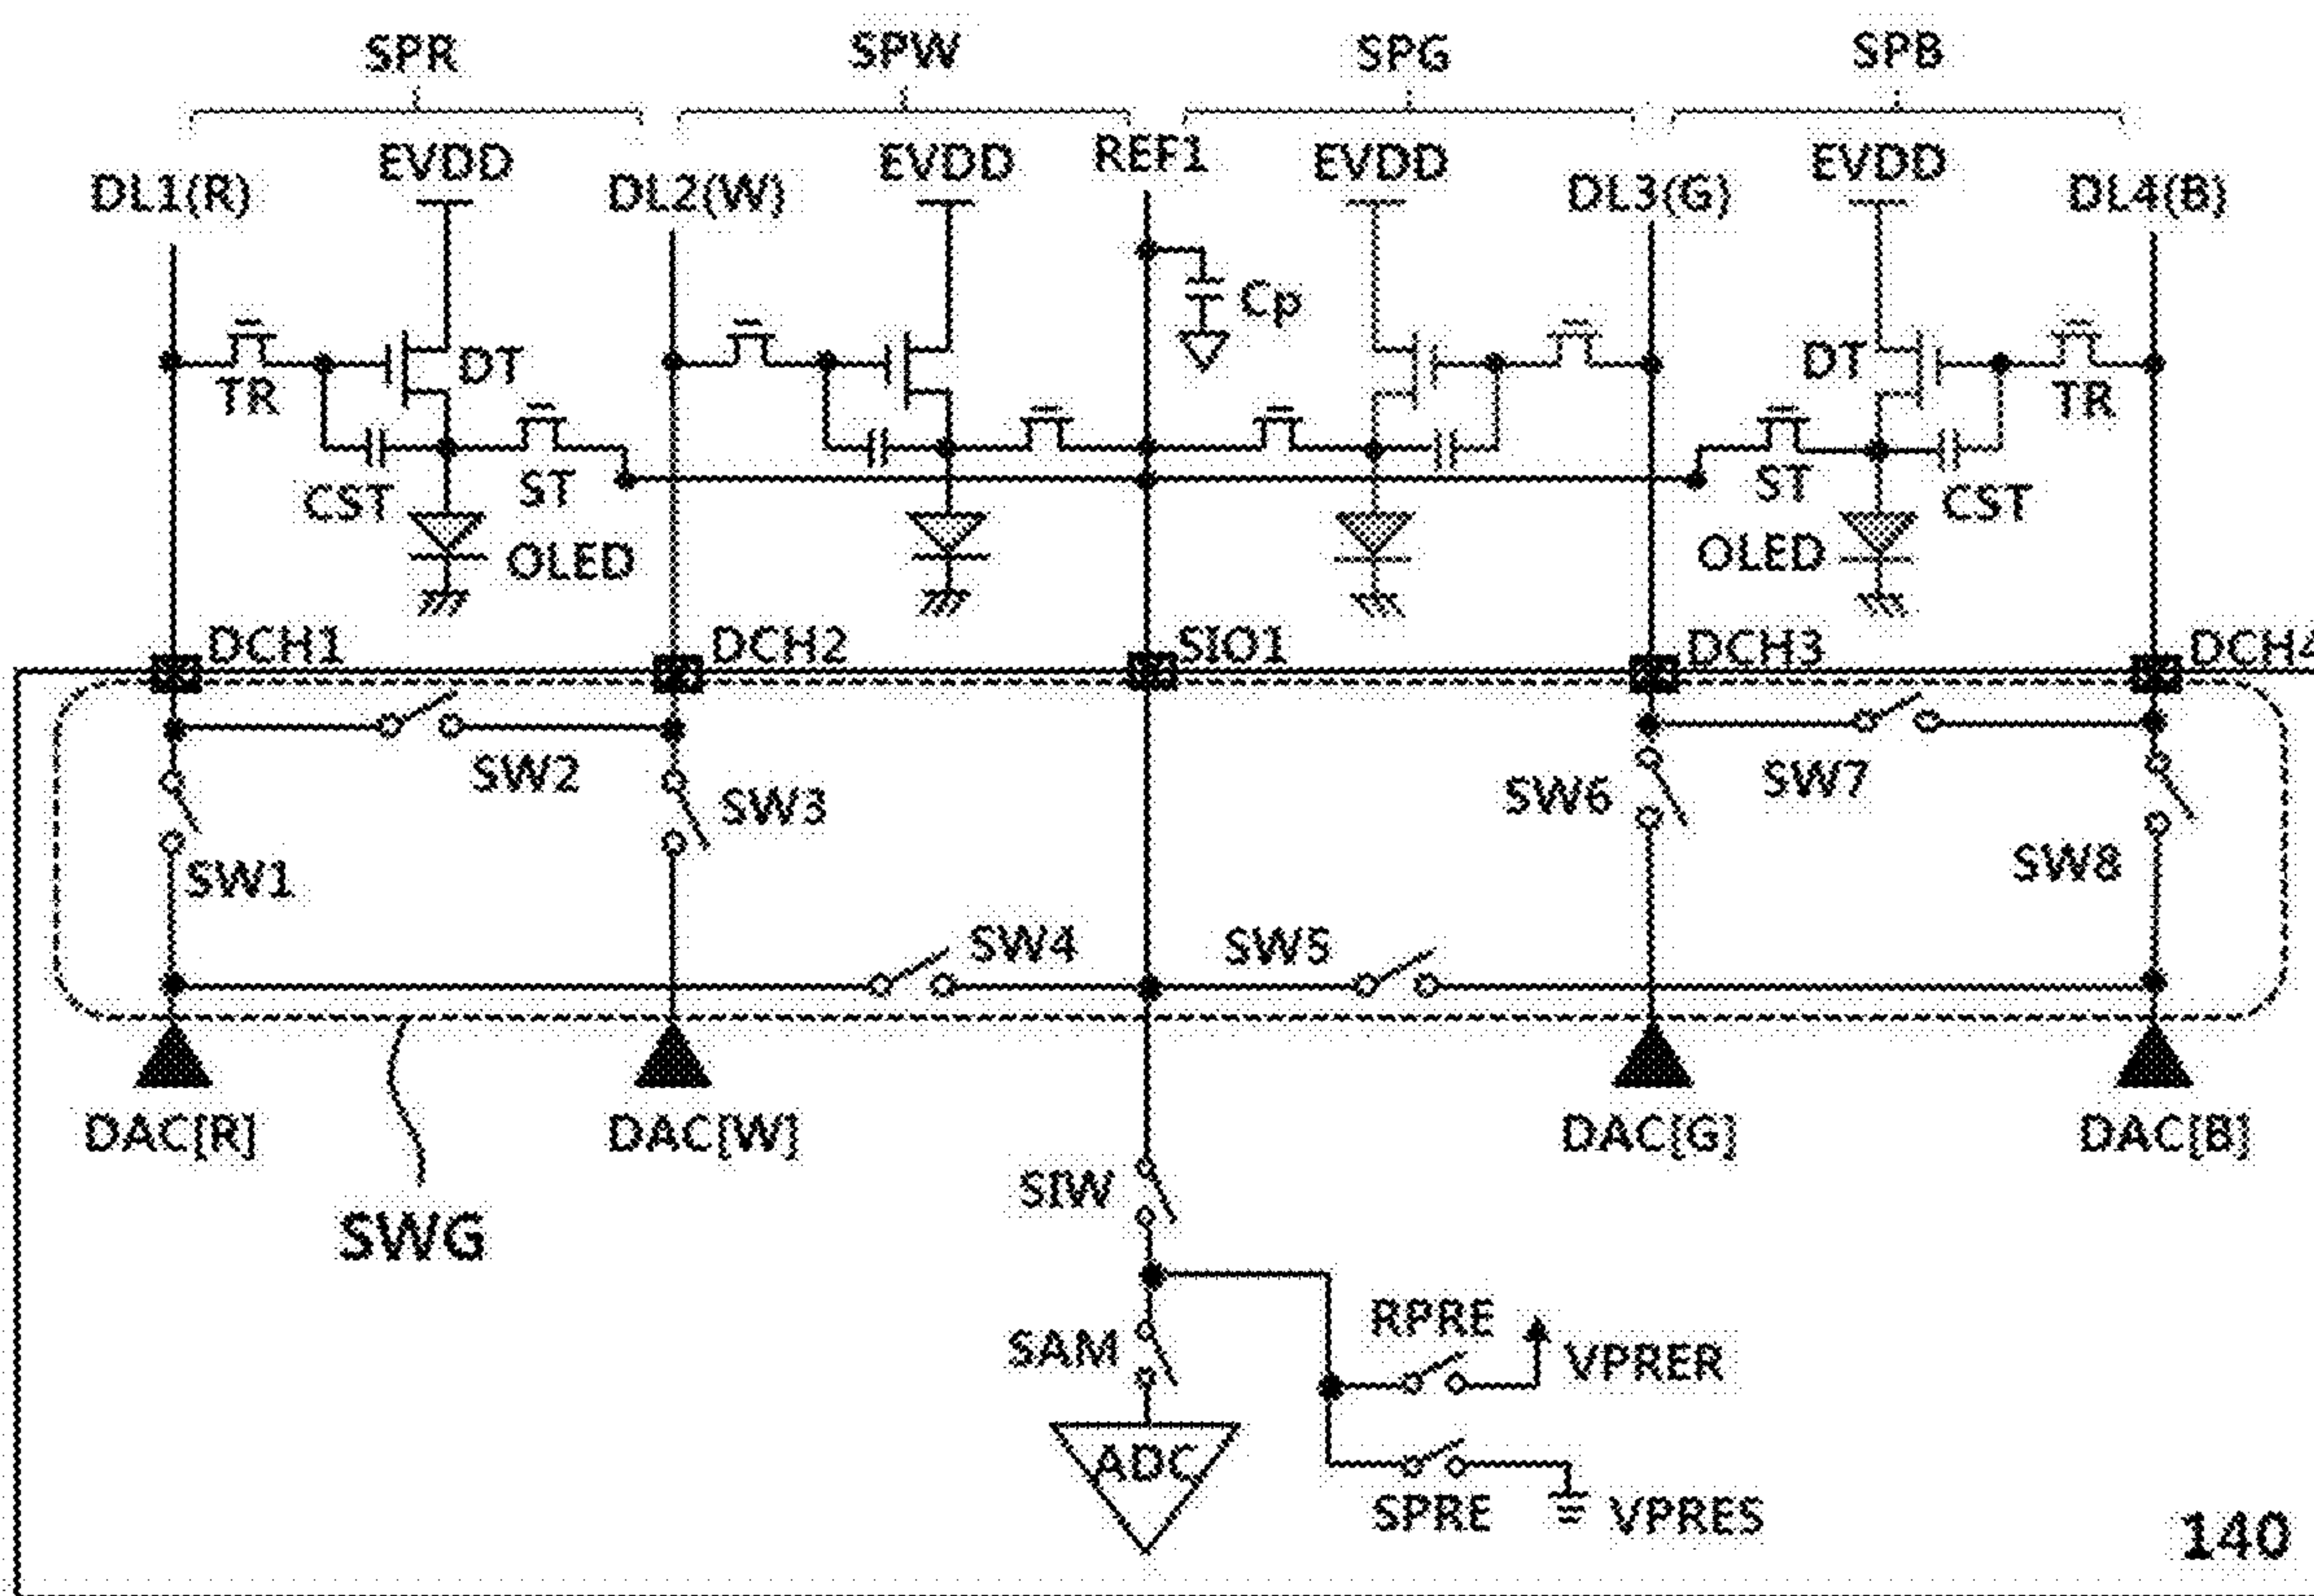 SPR SPW SPG SPB
EVDD EVDD REF1 EVDD EVDD
DL1(R) DL2(W) DL3(G) DL4(B)
Cp
TR DT DT TR
CST ST ST CST
OLED OLED
DCH1 DCH2 SIO1 DCH3 DCH4
SW2 SW3 SW6 SW7
SW1 SW8
SW4 SW5
DAC[R] DAC[W] DAC[G] DAC[B]
SIW
SWG
RPRE
SAM VPRER
ADC
SPRE VPRES
140